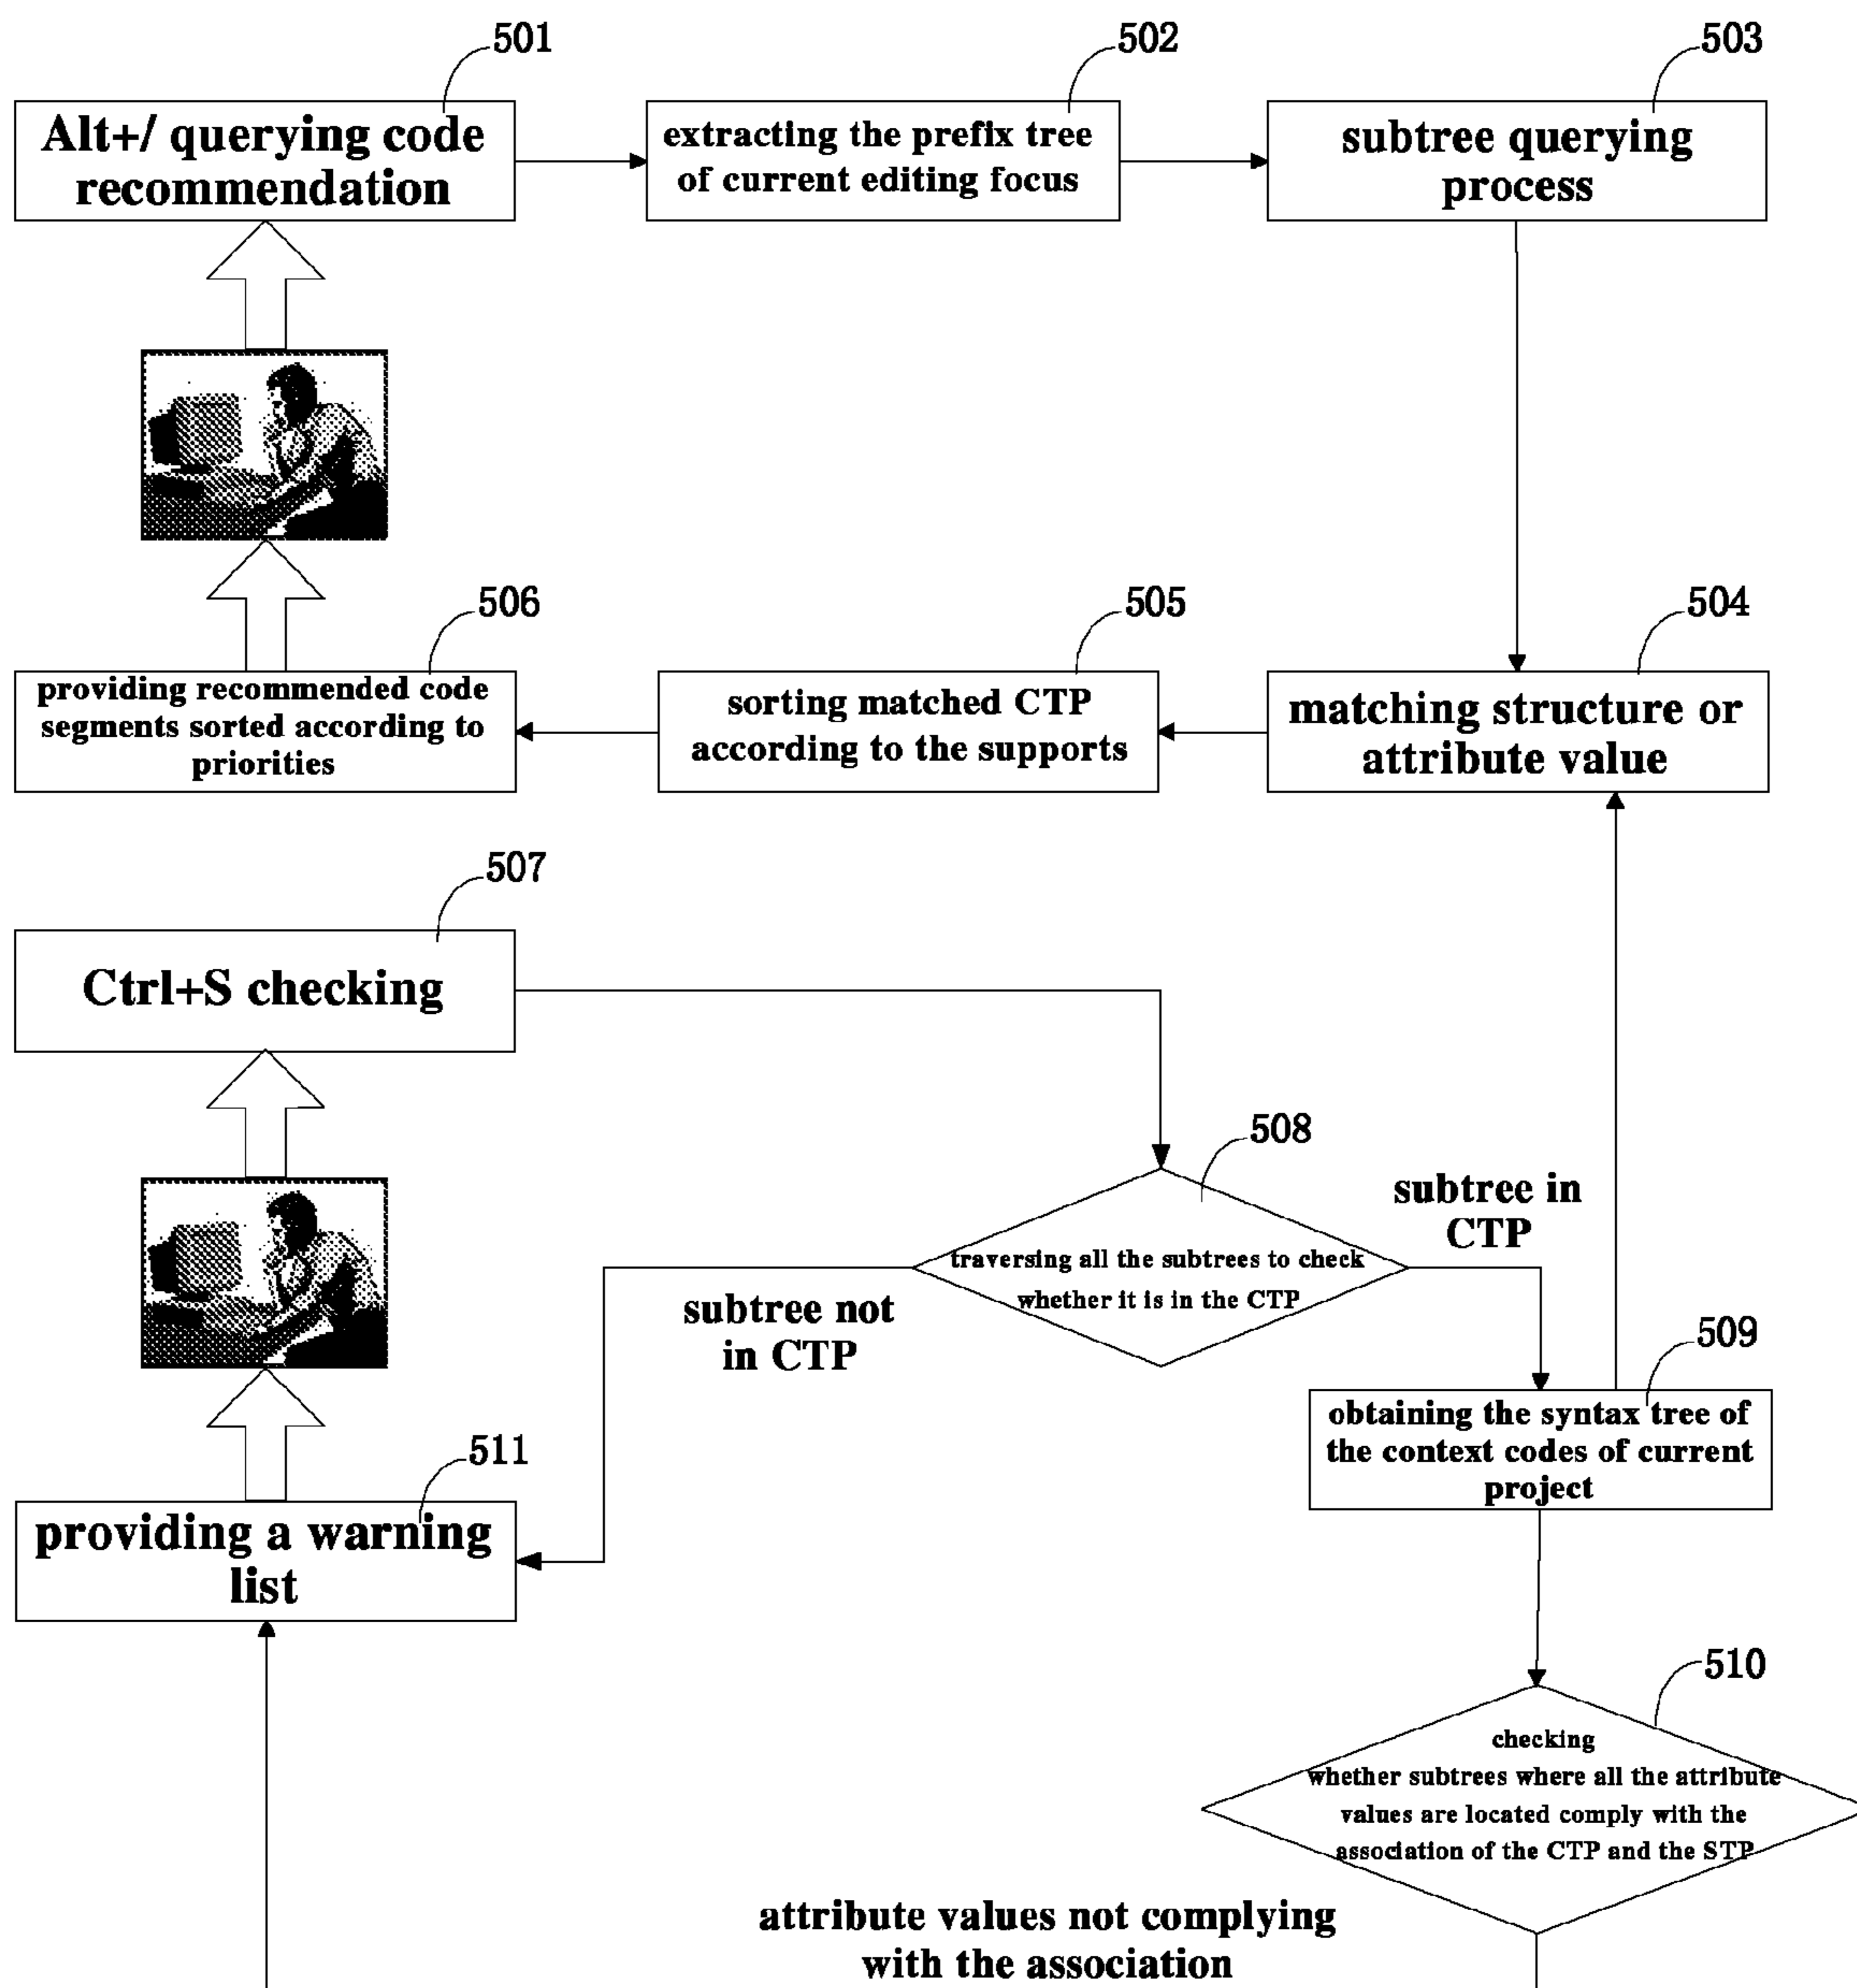 501
Alt+/ querying code
recommendation
502
extracting the prefix tree
of current editing focus
503
subtree querying
process
506
providing recommended code
segments sorted according to
priorities
505
sorting matched CTP
according to the supports
504
matching structure or
attribute value
507
Ctrl+S checking
508
traversing all the subtrees to check
whether it is in the CTP
subtree in
CTP
subtree not
in CTP
509
obtaining the syntax tree of
the context codes of current
project
511
providing a warning
list
510
checking
whether subtrees where all the attribute
values are located comply with the
association of the CTP and the STP
attribute values not complying
with the association